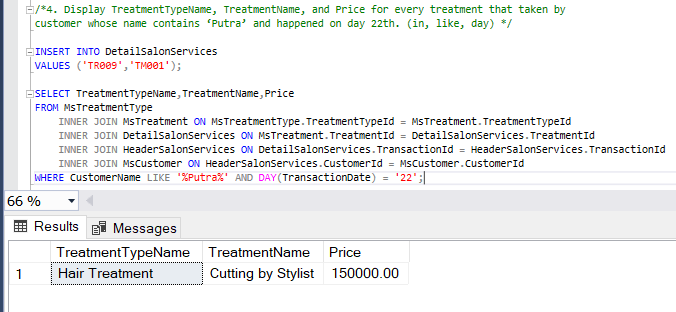 /*4. Display TreatmentTypeName, TreatmentName, and Price for every treatment that taken by
customer whose name contains ‘Putra’ and happened on day 22th. (in, like, day) */
INSERT INTO DetailSalonServices
VALUES ('TR009','TM001');
SELECT TreatmentTypeName,TreatmentName,Price
FROM MsTreatmentType
INNER JOIN MsTreatment ON MsTreatmentType.TreatmentTypeId = MsTreatment.TreatmentTypeId
INNER JOIN DetailSalonServices ON MsTreatment.TreatmentId = DetailSalonServices.TreatmentId
INNER JOIN HeaderSalonServices ON DetailSalonServices.TransactionId = HeaderSalonServices.TransactionId
INNER JOIN MsCustomer ON HeaderSalonServices.CustomerId = MsCustomer.CustomerId
WHERE CustomerName LIKE '%Putra%' AND DAY(TransactionDate) = '22';
66 %
Results Messages
TreatmentTypeName TreatmentName Price
1 Hair Treatment Cutting by Stylist 150000.00